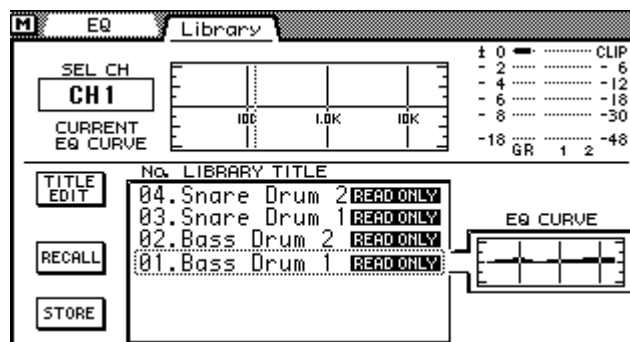 M EQ Library
SEL CH
CH1
CURRENT
EQ CURVE
100 1.0K 10K
± 0 CLIP
- 2 - 6
- 4 -12
- 6 -18
- 8 -30
-18 -48
GR 1 2
No. LIBRARY TITLE
TITLE
EDIT
04.Snare Drum 2 READ ONLY
03.Snare Drum 1 READ ONLY
02.Bass Drum 2 READ ONLY
01.Bass Drum 1 READ ONLY
RECALL
STORE
EQ CURVE